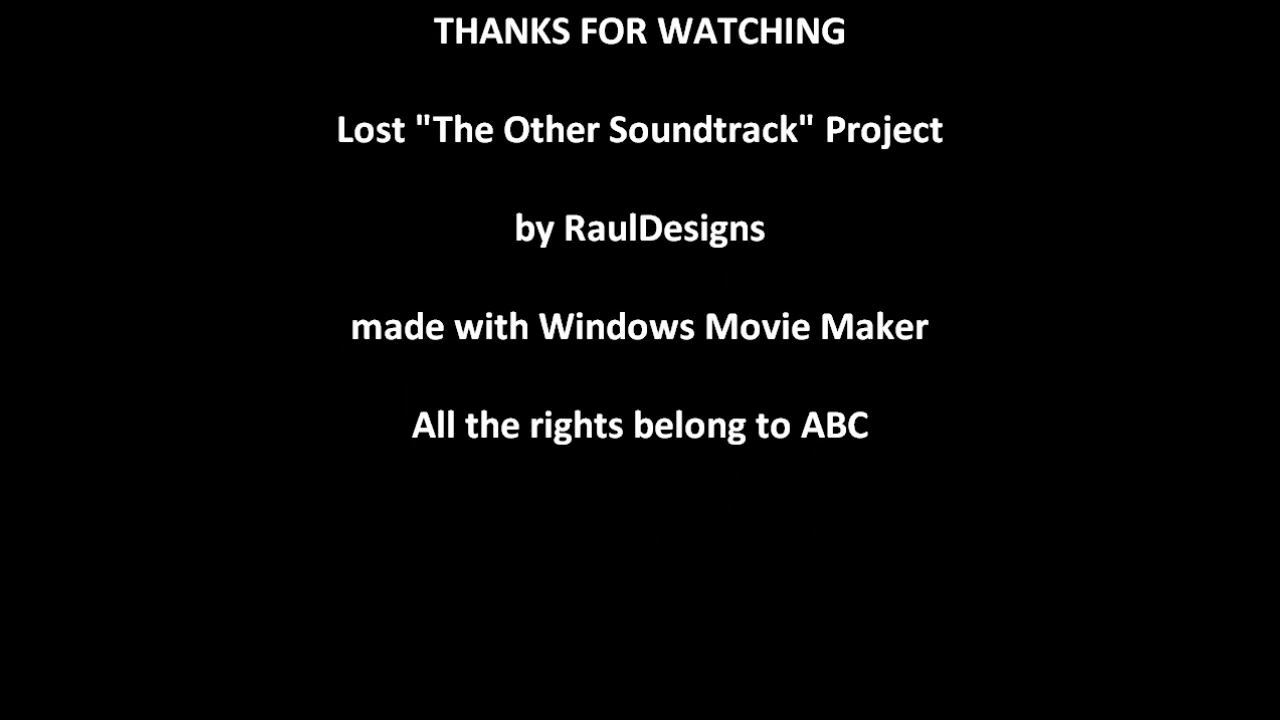 THANKS FOR WATCHING
Lost "The Other Soundtrack" Project
by RaulDesigns
made with Windows Movie Maker
All the rights belong to ABC